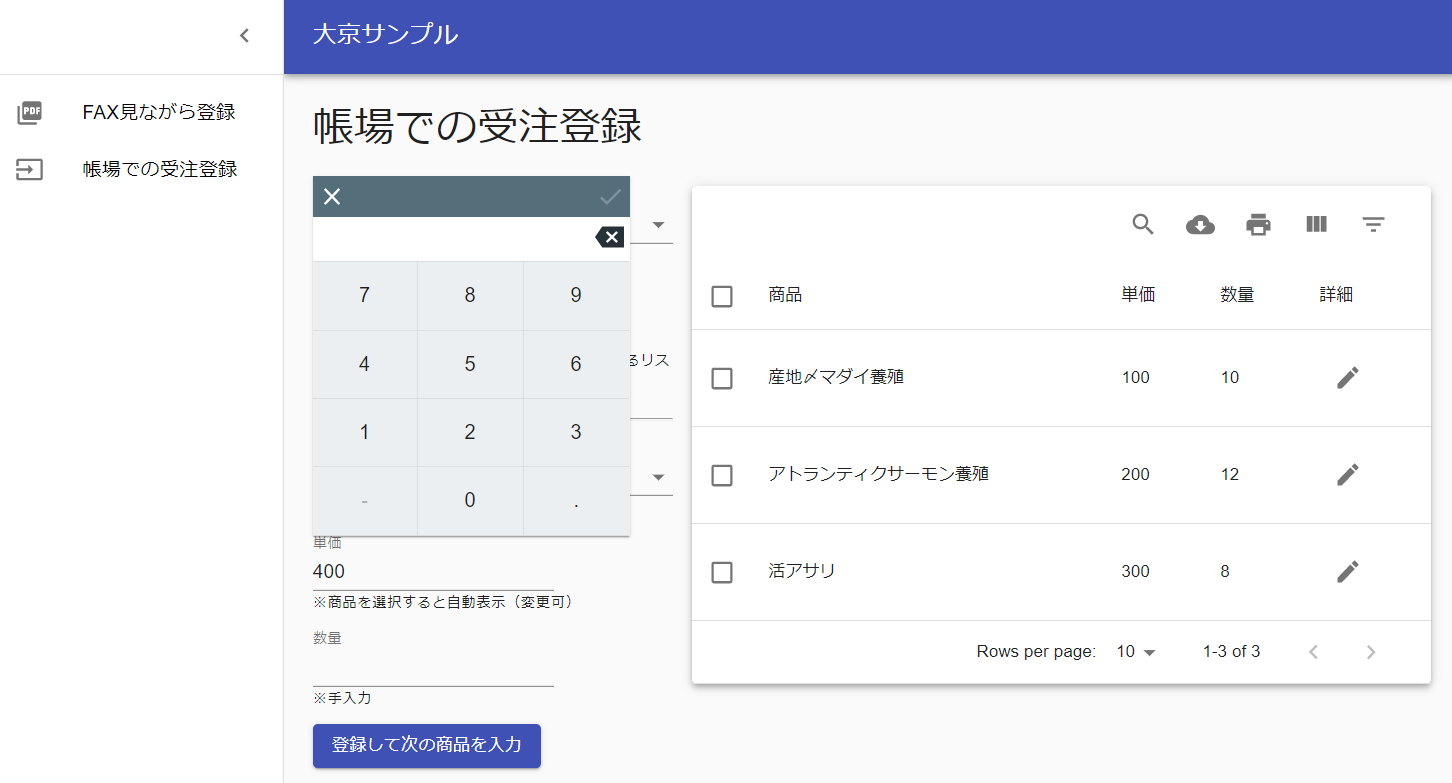 大京サンプル
FAX見ながら登録
帳場での受注登録
帳場での受注登録
7 8 9
4 5 6
1 2 3
- 0 .
るリス
単価
400
※商品を選択すると自動表示（変更可）
数量
※手入力
登録して次の商品を入力
商品 単価 数量 詳細
産地〆マダイ養殖 100 10
アトランティクサーモン養殖 200 12
活アサリ 300 8
Rows per page: 10 1-3 of 3